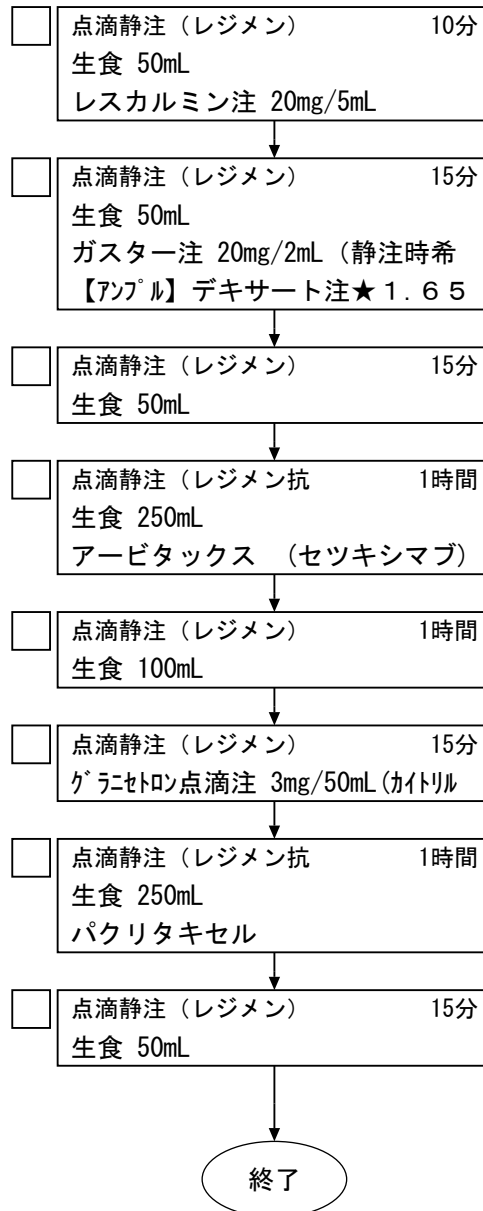 点滴静注（レジメン） 10分
生食 50mL
レスカルミン注 20mg/5mL
点滴静注（レジメン） 15分
生食 50mL
ガスター注 20mg/2mL（静注時希
【ｱﾝﾌﾟﾙ】デキサート注★１．６５
点滴静注（レジメン） 15分
生食 50mL
点滴静注（レジメン抗 1時間
生食 250mL
アービタックス （セツキシマブ）
点滴静注（レジメン） 1時間
生食 100mL
点滴静注（レジメン） 15分
ｸﾞﾗﾆｾﾄﾛﾝ点滴注 3mg/50mL(ｶｲﾄﾘﾙ
点滴静注（レジメン抗 1時間
生食 250mL
パクリタキセル
点滴静注（レジメン） 15分
生食 50mL
終了